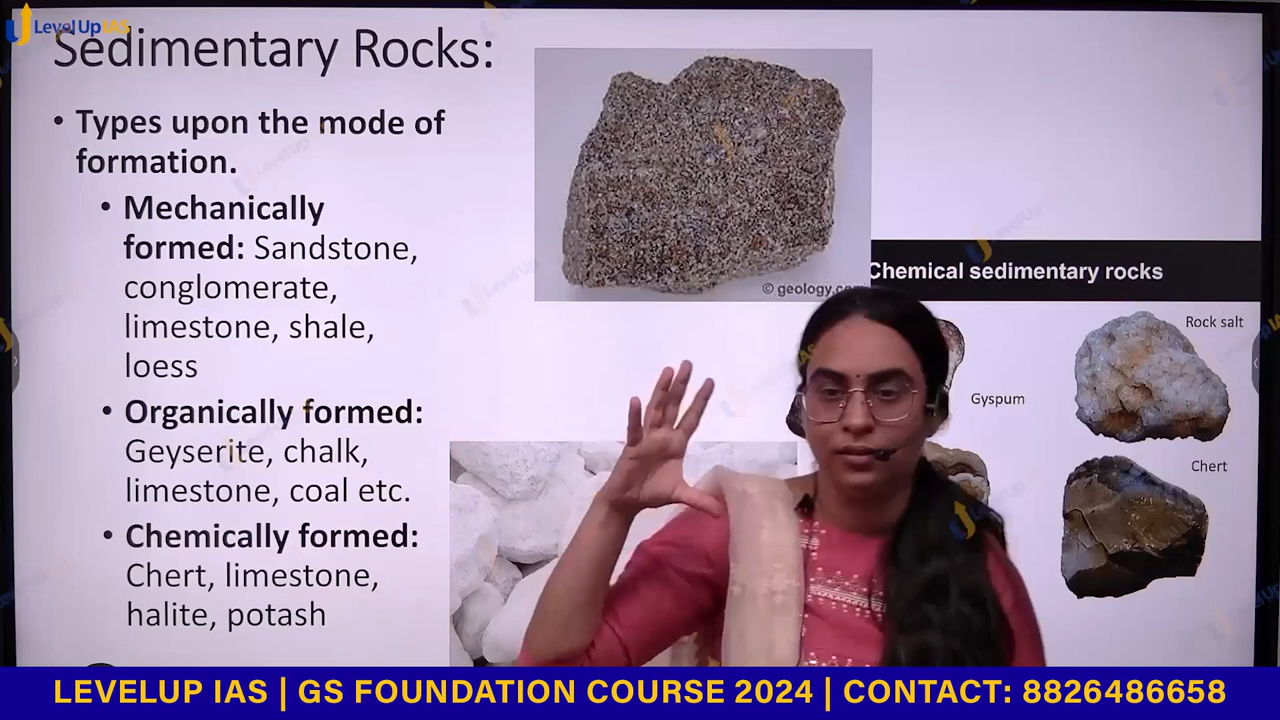 Level Up IAS
Sedimentary Rocks:
• Types upon the mode of
formation.
• Mechanically
formed: Sandstone,
conglomerate,
limestone, shale,
loess
• Organically formed:
Geyserite, chalk,
limestone, coal etc.
• Chemically formed:
Chert, limestone,
halite, potash
© geology.com
Chemical sedimentary rocks
Rock salt
Gyspum
Chert
LEVELUP IAS | GS FOUNDATION COURSE 2024 | CONTACT: 8826486658